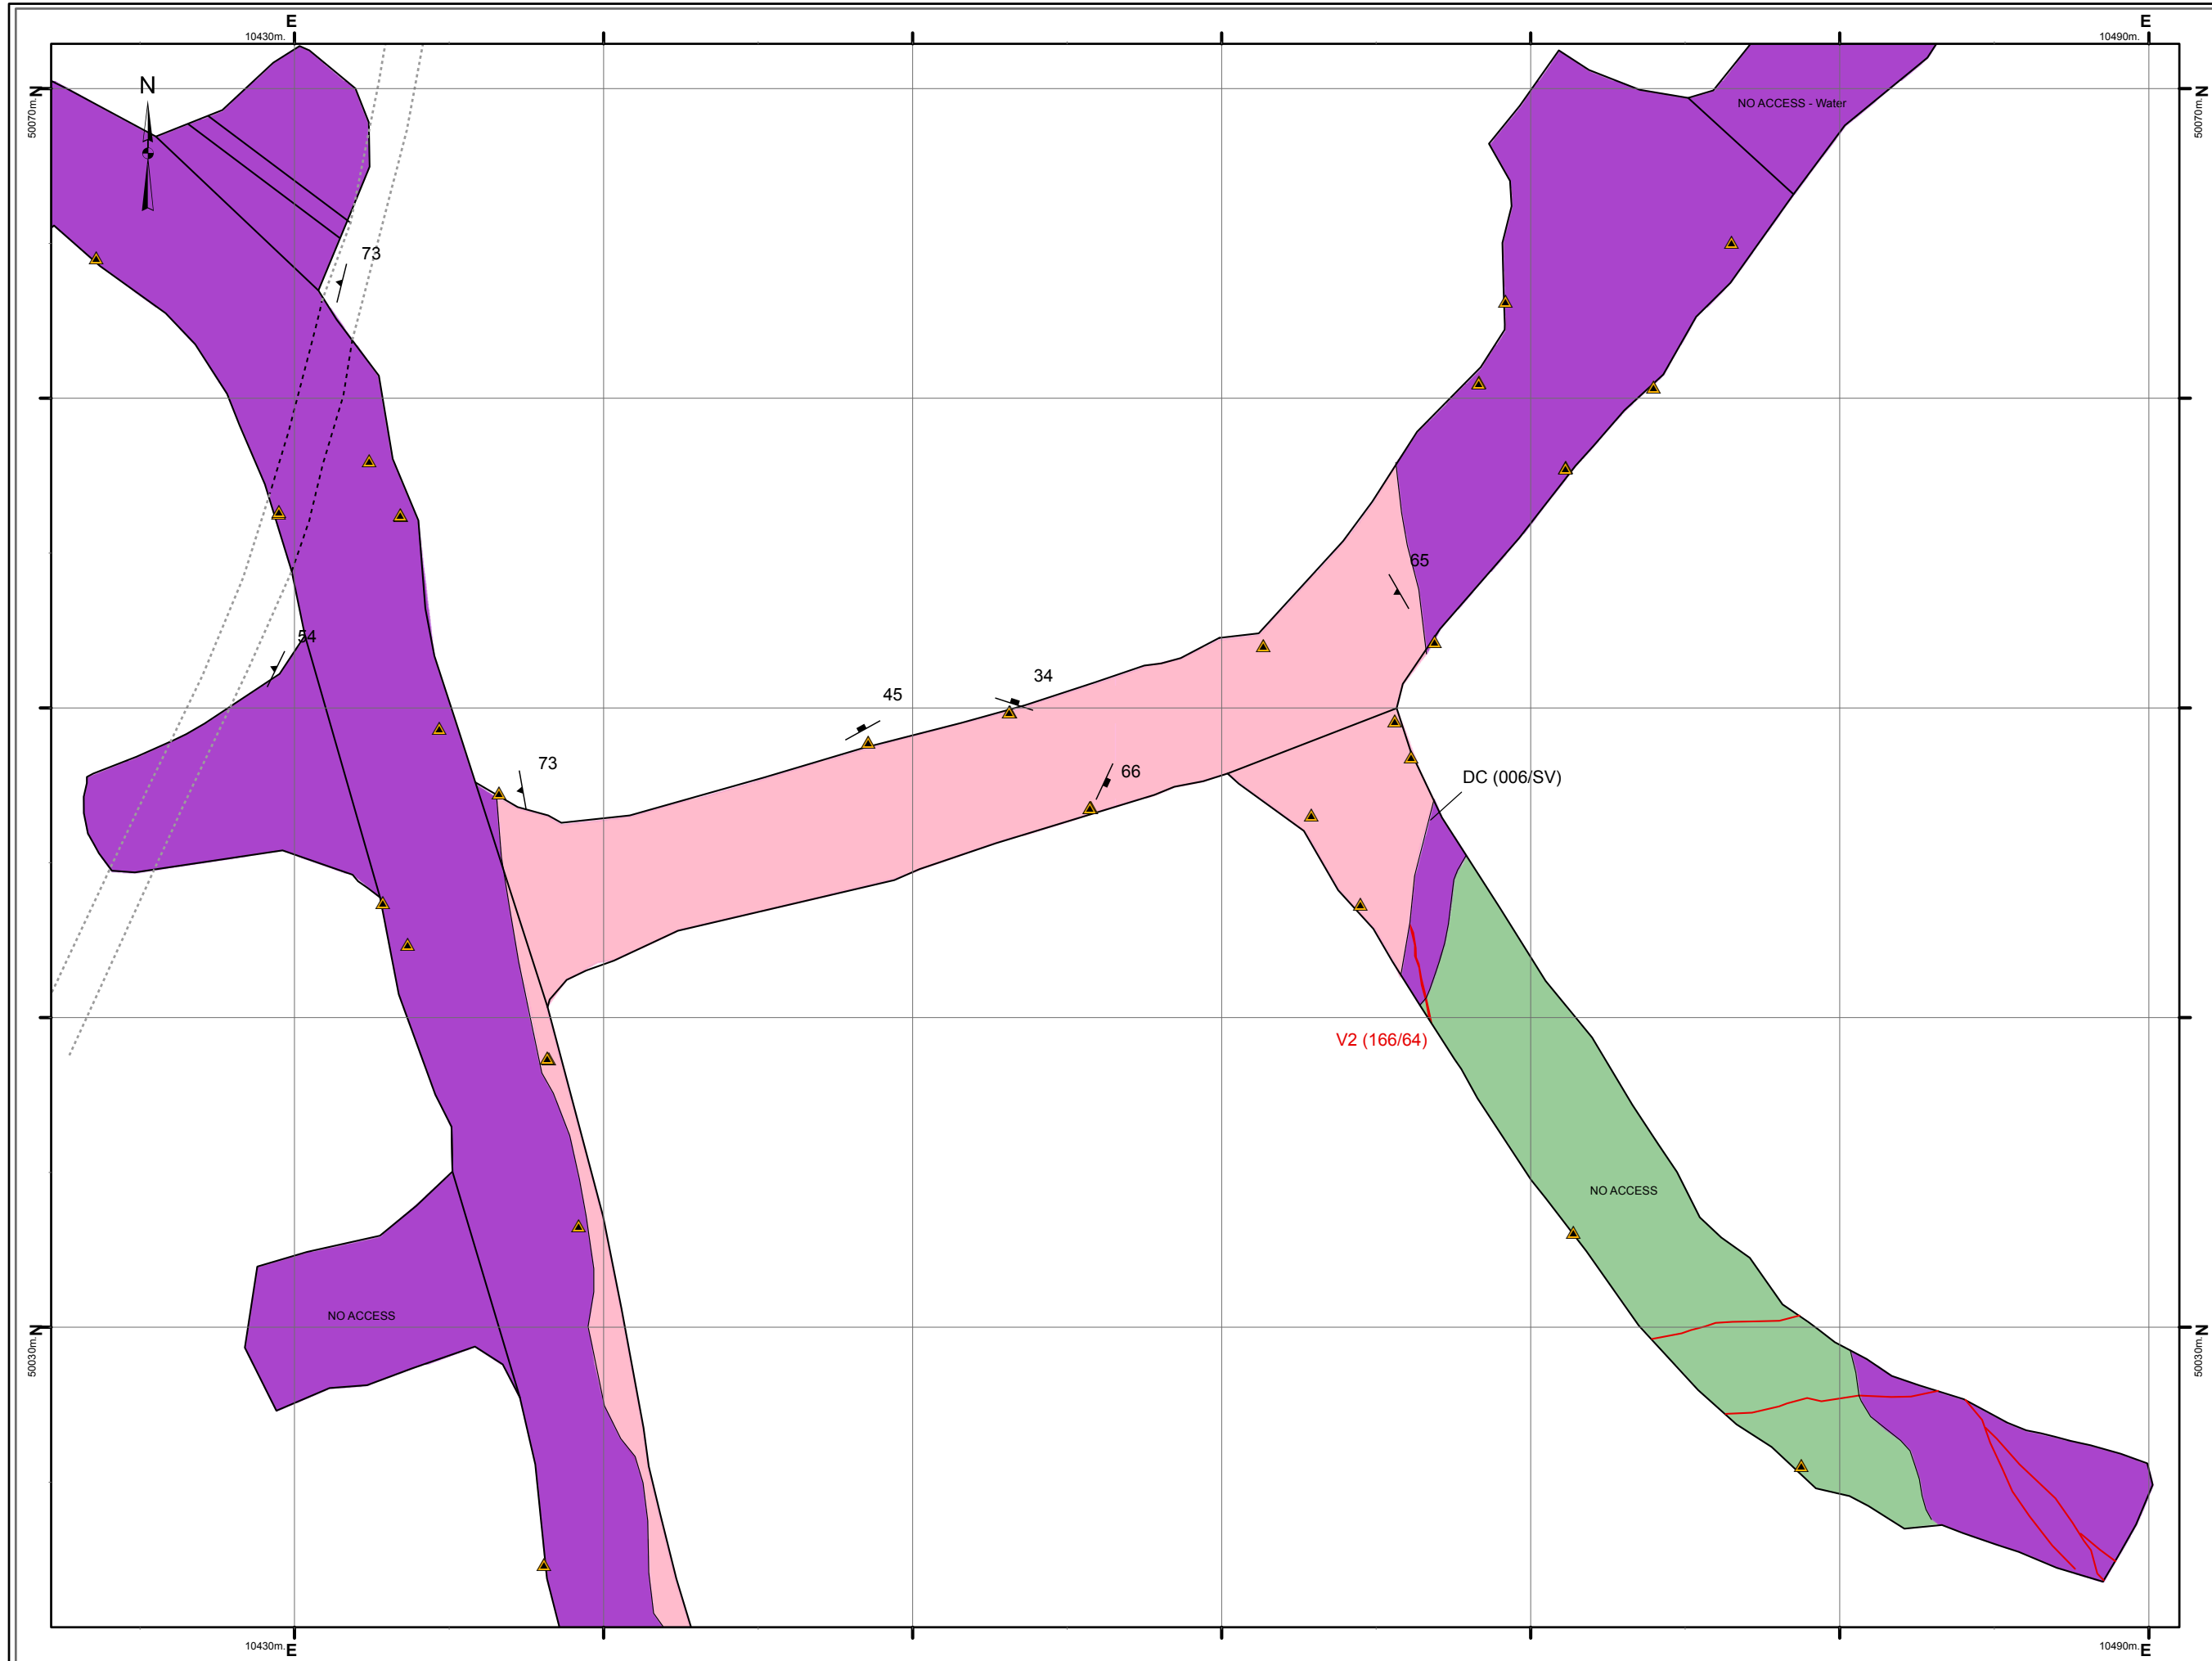 E E
10430m. 10490m.
N
N N
50070m. 50070m.
NO ACCESS - Water
73
65
54
34
45
73
66
DC (006/SV)
V2 (166/64)
NO ACCESS
NO ACCESS
N N
50030m. 50030m.
10430m. E 10490m. E